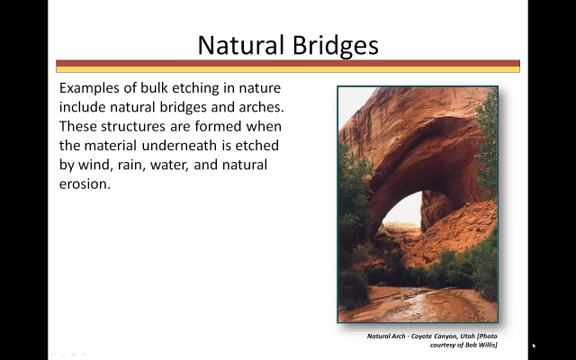 Natural Bridges
Examples of bulk etching in nature
include natural bridges and arches.
These structures are formed when
the material underneath is etched
by wind, rain, water, and natural
erosion.
Natural Arch - Coyote Canyon, Utah [Photo
courtesy of Bob Willis]